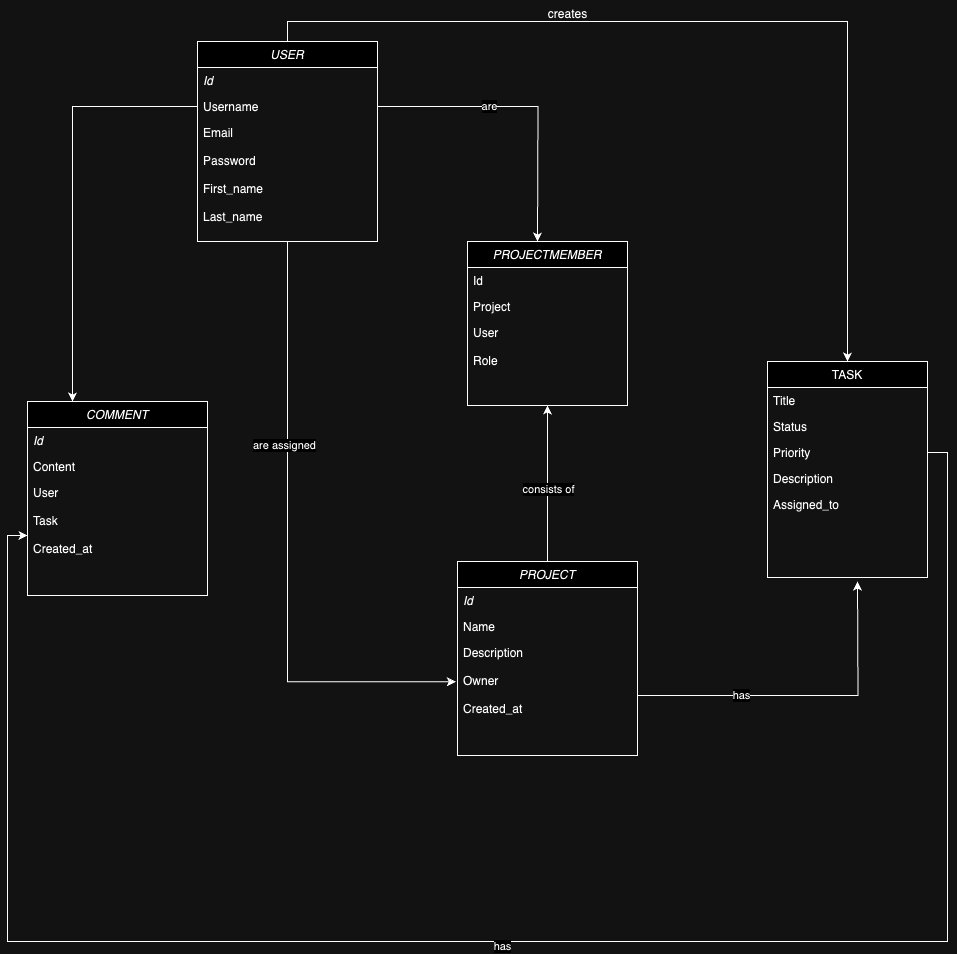 creates
USER
Id
Username
Email
Password
First_name
Last_name
are
PROJECTMEMBER
Id
Project
User
Role
TASK
Title
Status
Priority
Description
Assigned_to
COMMENT
Id
Content
User
Task
Created_at
are assigned
consists of
PROJECT
Id
Name
Description
Owner
Created_at
has
has